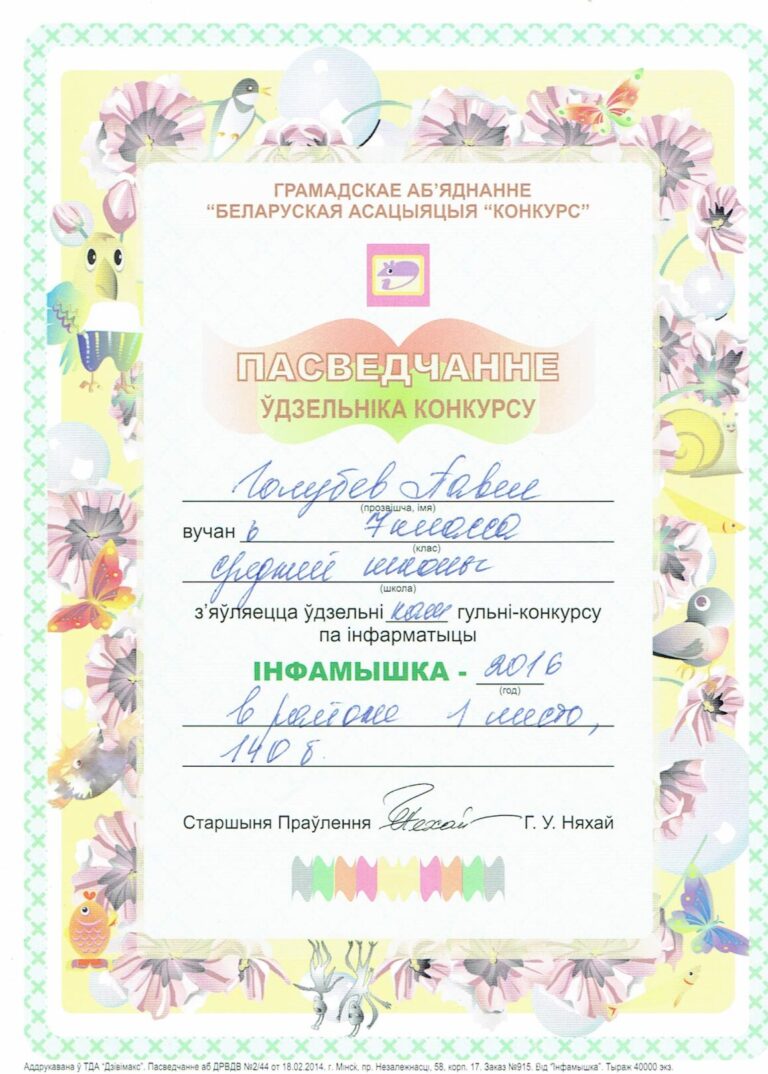 ГРАМАДСКАЕ АБ’ЯДНАННЕ
“БЕЛАРУСКАЯ АСАЦЫЯЦЫЯ “КОНКУРС”
ПАСВЕДЧАННЕ
ЎДЗЕЛЬНІКА КОНКУРСУ
Голубев Павел
(прозвішча, імя)
вучан ь 7 класса
(клас)
средней школы
(школа)
з’яўляецца ўдзельні ком гульні-конкурсу
па інфарматыцы
ІНФАМЫШКА - 2016
(год)
в районе 1 место,
140 б.
Старшыня Праўлення Няхай Г. У. Няхай
Аддрукавана ў ТДА “Дзівімакс”. Пасведчанне аб ДРВДВ №2/44 от 18.02.2014. г. Мінск, пр. Незалежнасці, 58, корп. 17. Заказ №915. Від “Інфамышка”. Тыраж 40000 экз.